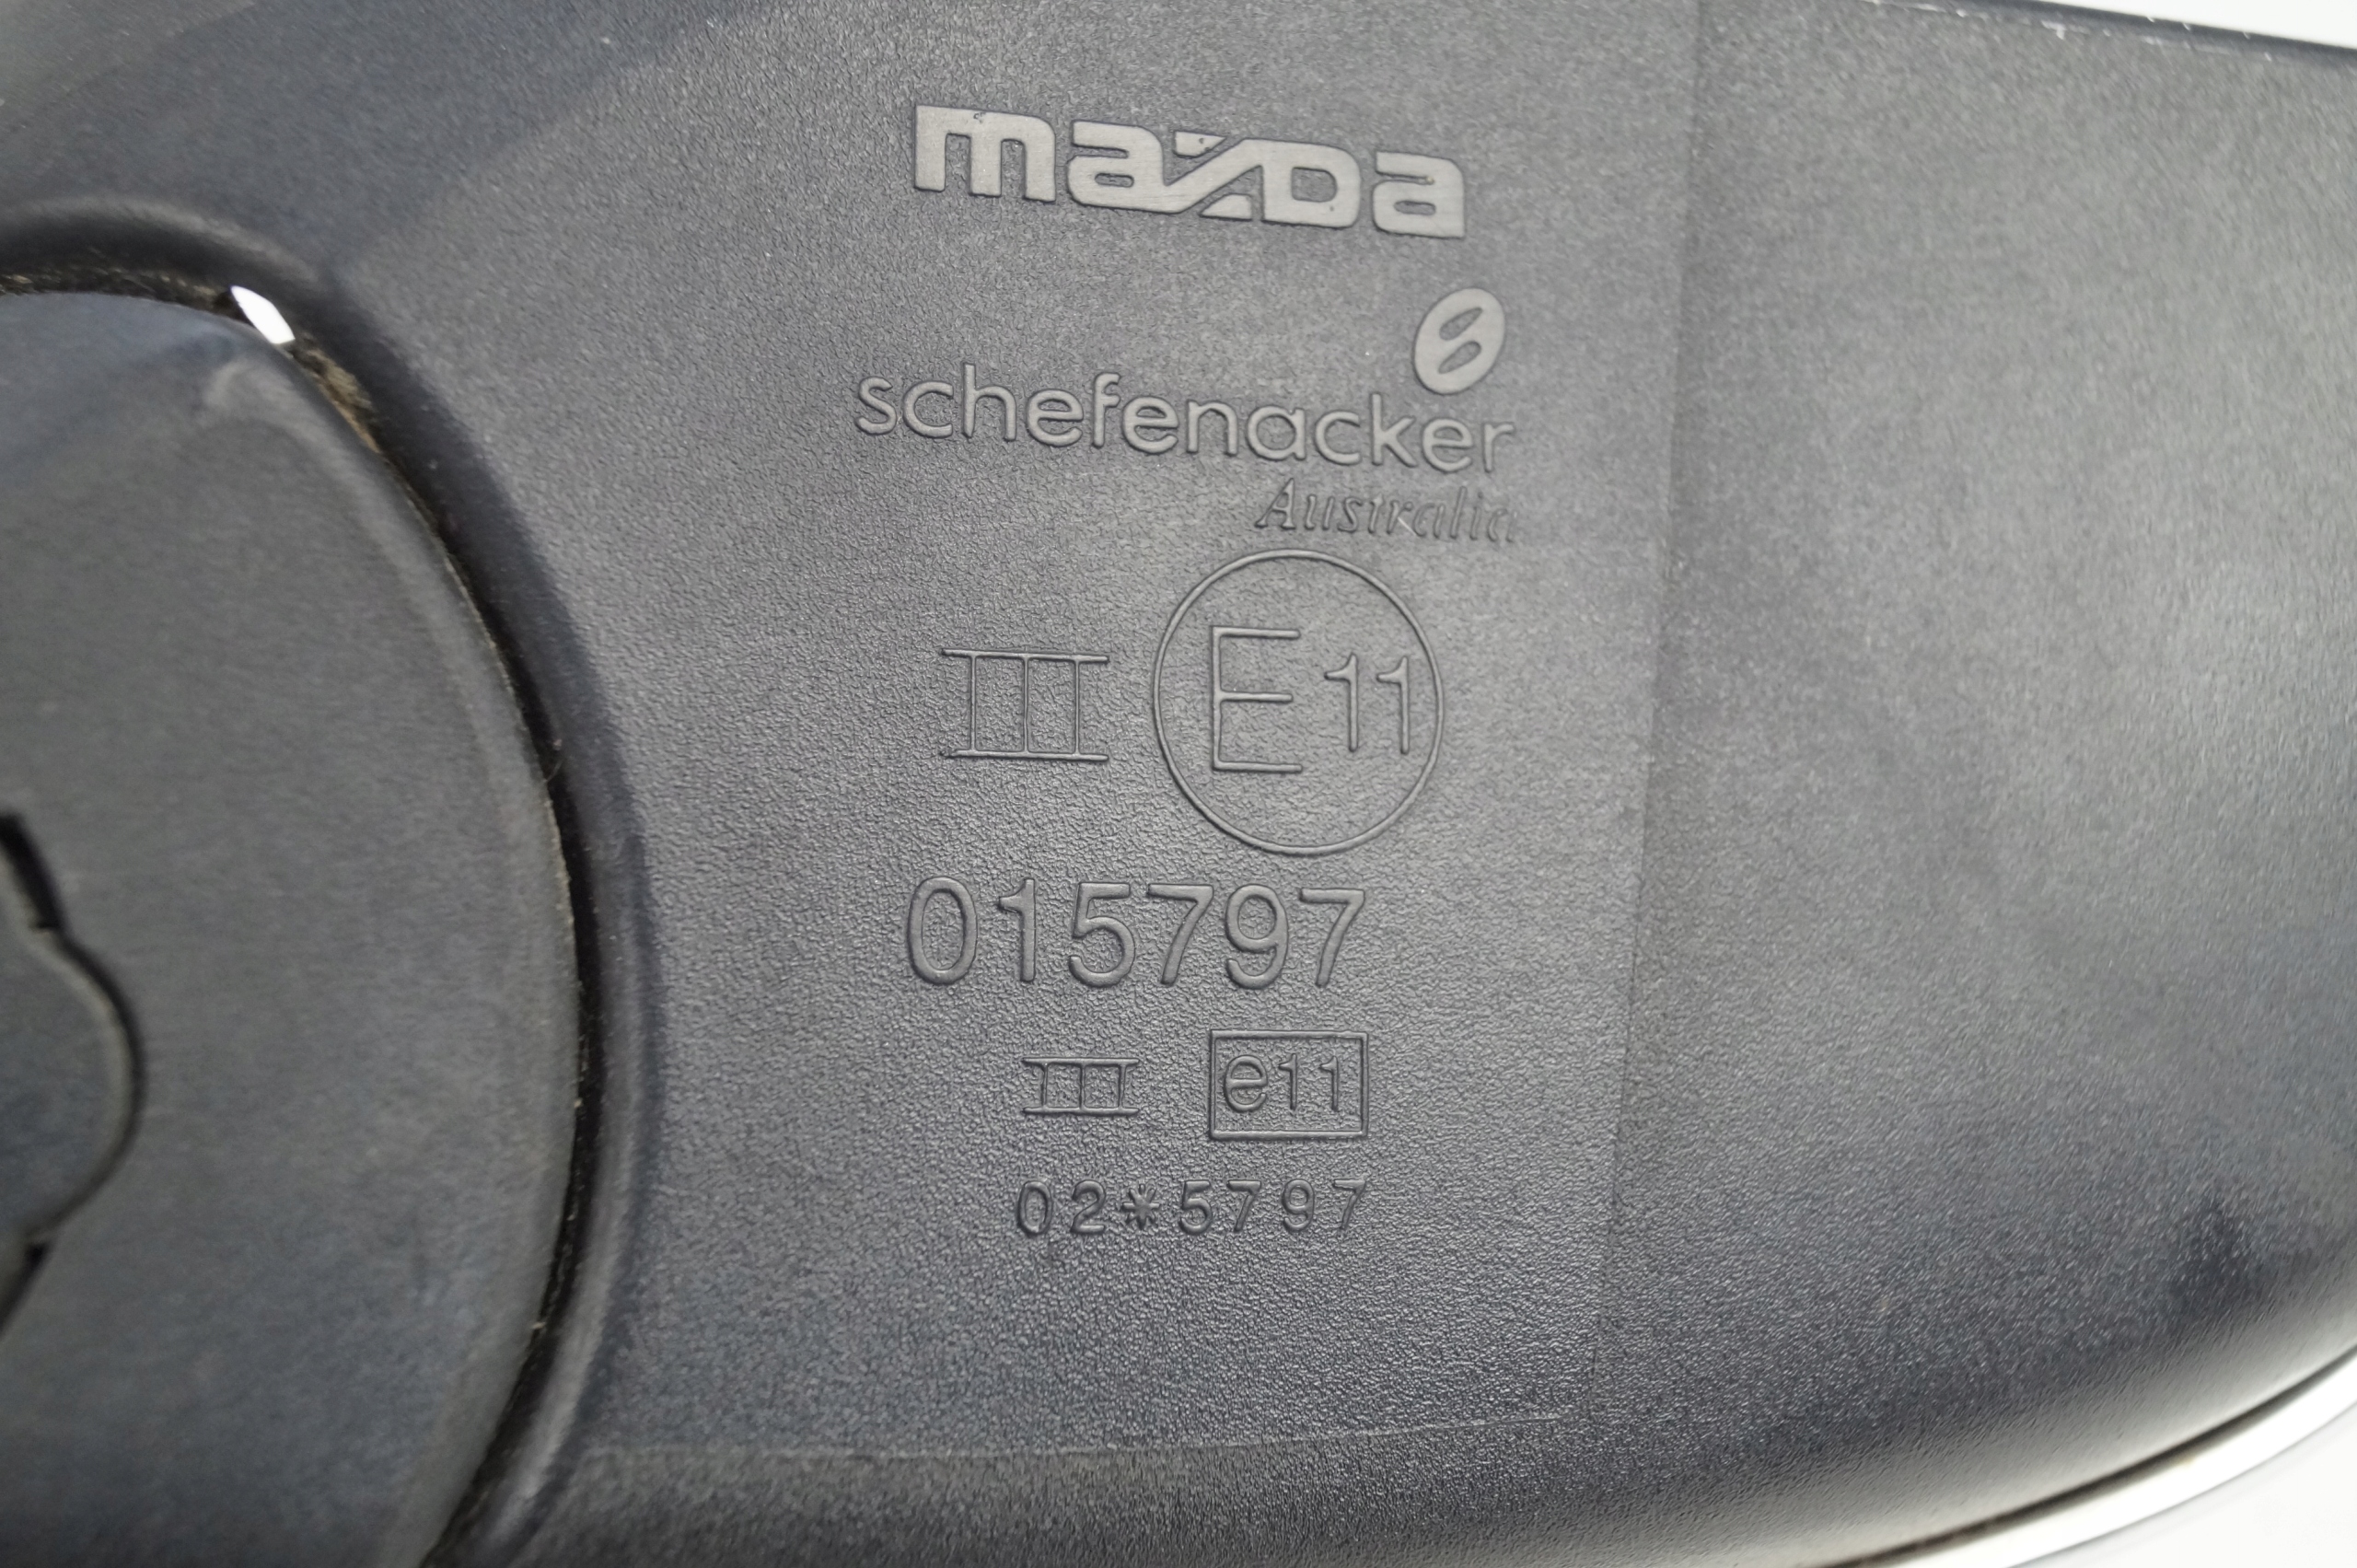 mazda
schefenacker
Australia
III E11
015797
III e11
02*5797